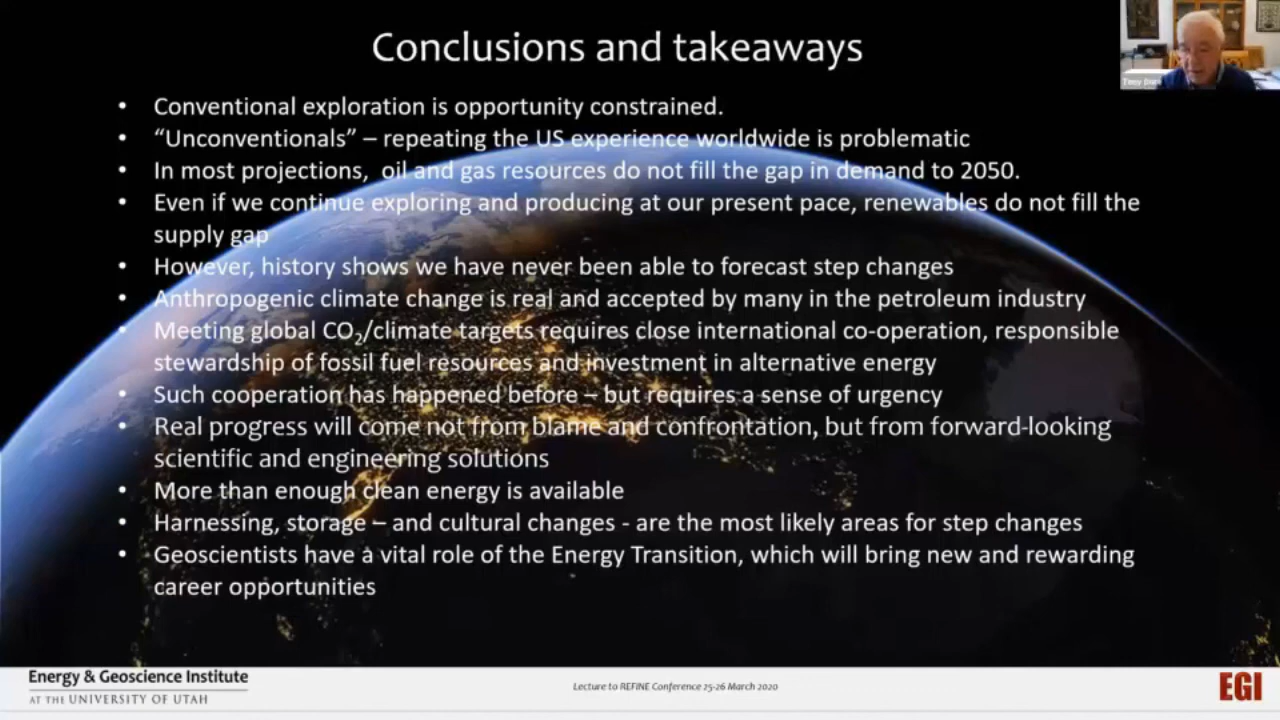 Conclusions and takeaways
• Conventional exploration is opportunity constrained.
• “Unconventionals” – repeating the US experience worldwide is problematic
• In most projections, oil and gas resources do not fill the gap in demand to 2050.
• Even if we continue exploring and producing at our present pace, renewables do not fill the
supply gap
• However, history shows we have never been able to forecast step changes
• Anthropogenic climate change is real and accepted by many in the petroleum industry
• Meeting global CO₂/climate targets requires close international co-operation, responsible
stewardship of fossil fuel resources and investment in alternative energy
• Such cooperation has happened before – but requires a sense of urgency
• Real progress will come not from blame and confrontation, but from forward-looking
scientific and engineering solutions
• More than enough clean energy is available
• Harnessing, storage – and cultural changes - are the most likely areas for step changes
• Geoscientists have a vital role of the Energy Transition, which will bring new and rewarding
career opportunities
Tony
Energy & Geoscience Institute
AT THE UNIVERSITY OF UTAH
Lecture to REFINE Conference 25-26 March 2020
EGI